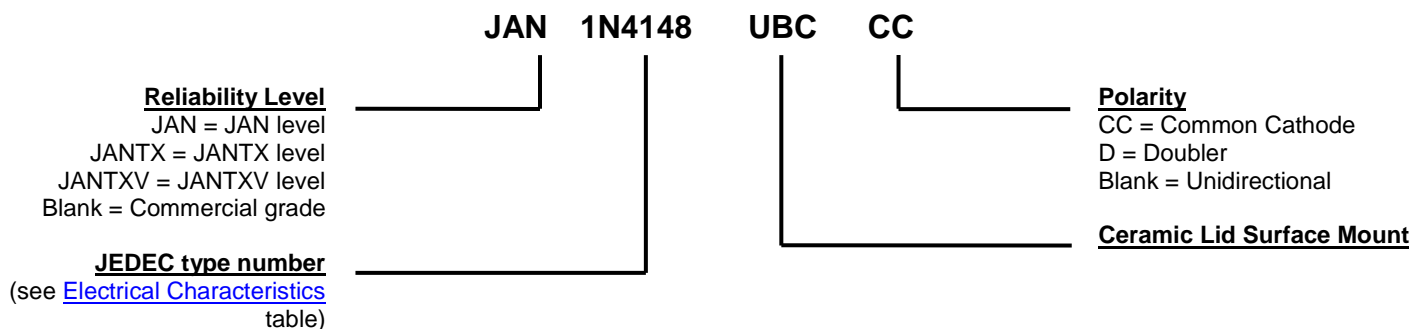 JAN 1N4148 UBC CC
Reliability Level
JAN = JAN level
JANTX = JANTX level
JANTXV = JANTXV level
Blank = Commercial grade
JEDEC type number
(see Electrical Characteristics
table)
Polarity
CC = Common Cathode
D = Doubler
Blank = Unidirectional
Ceramic Lid Surface Mount